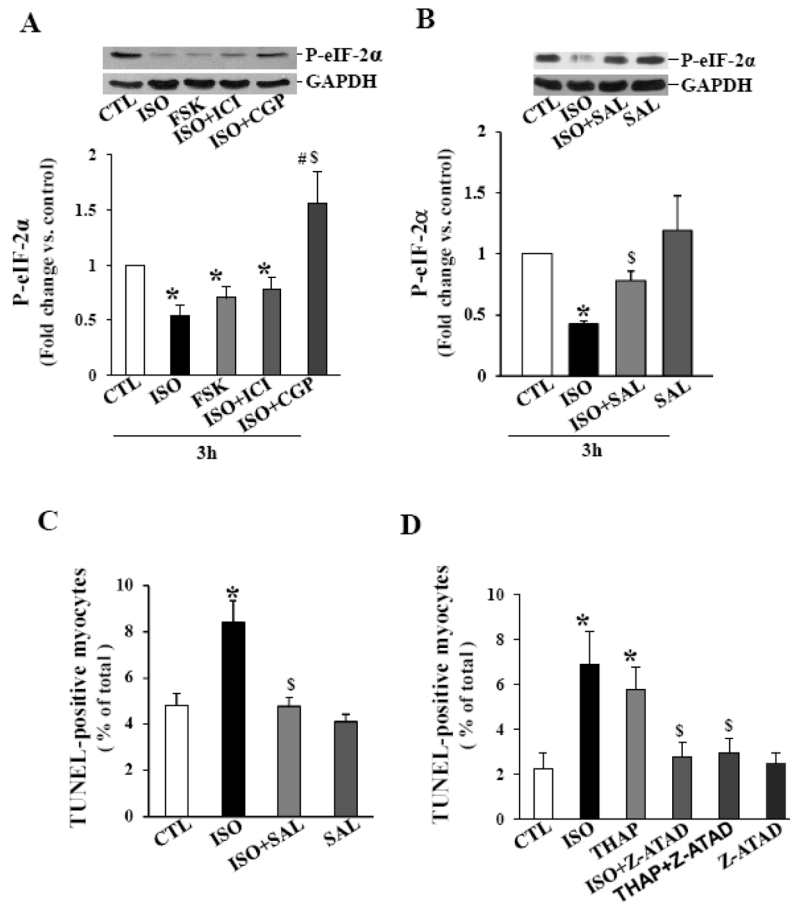 A
P-eIF-2α
GAPDH
CTL ISO FSK ISO+ICI ISO+CGP
P-eIF-2α
(Fold change vs. control)
2
1.5
1
0.5
0
* * * # $
CTL ISO FSK ISO+ICI ISO+CGP
3h
B
P-eIF-2α
GAPDH
CTL ISO ISO+SAL SAL
P-eIF-2α
(Fold change vs. control)
2
1.5
1
0.5
0
* $
CTL ISO ISO+SAL SAL
3h
C
TUNEL-positive myocytes
( % of total )
10
8
6
4
2
0
* $
CTL ISO ISO+SAL SAL
D
TUNEL-positive myocytes
( % of total )
10
8
6
4
2
0
* * $ $
CTL ISO THAP ISO+Z-ATAD THAP+Z-ATAD Z-ATAD